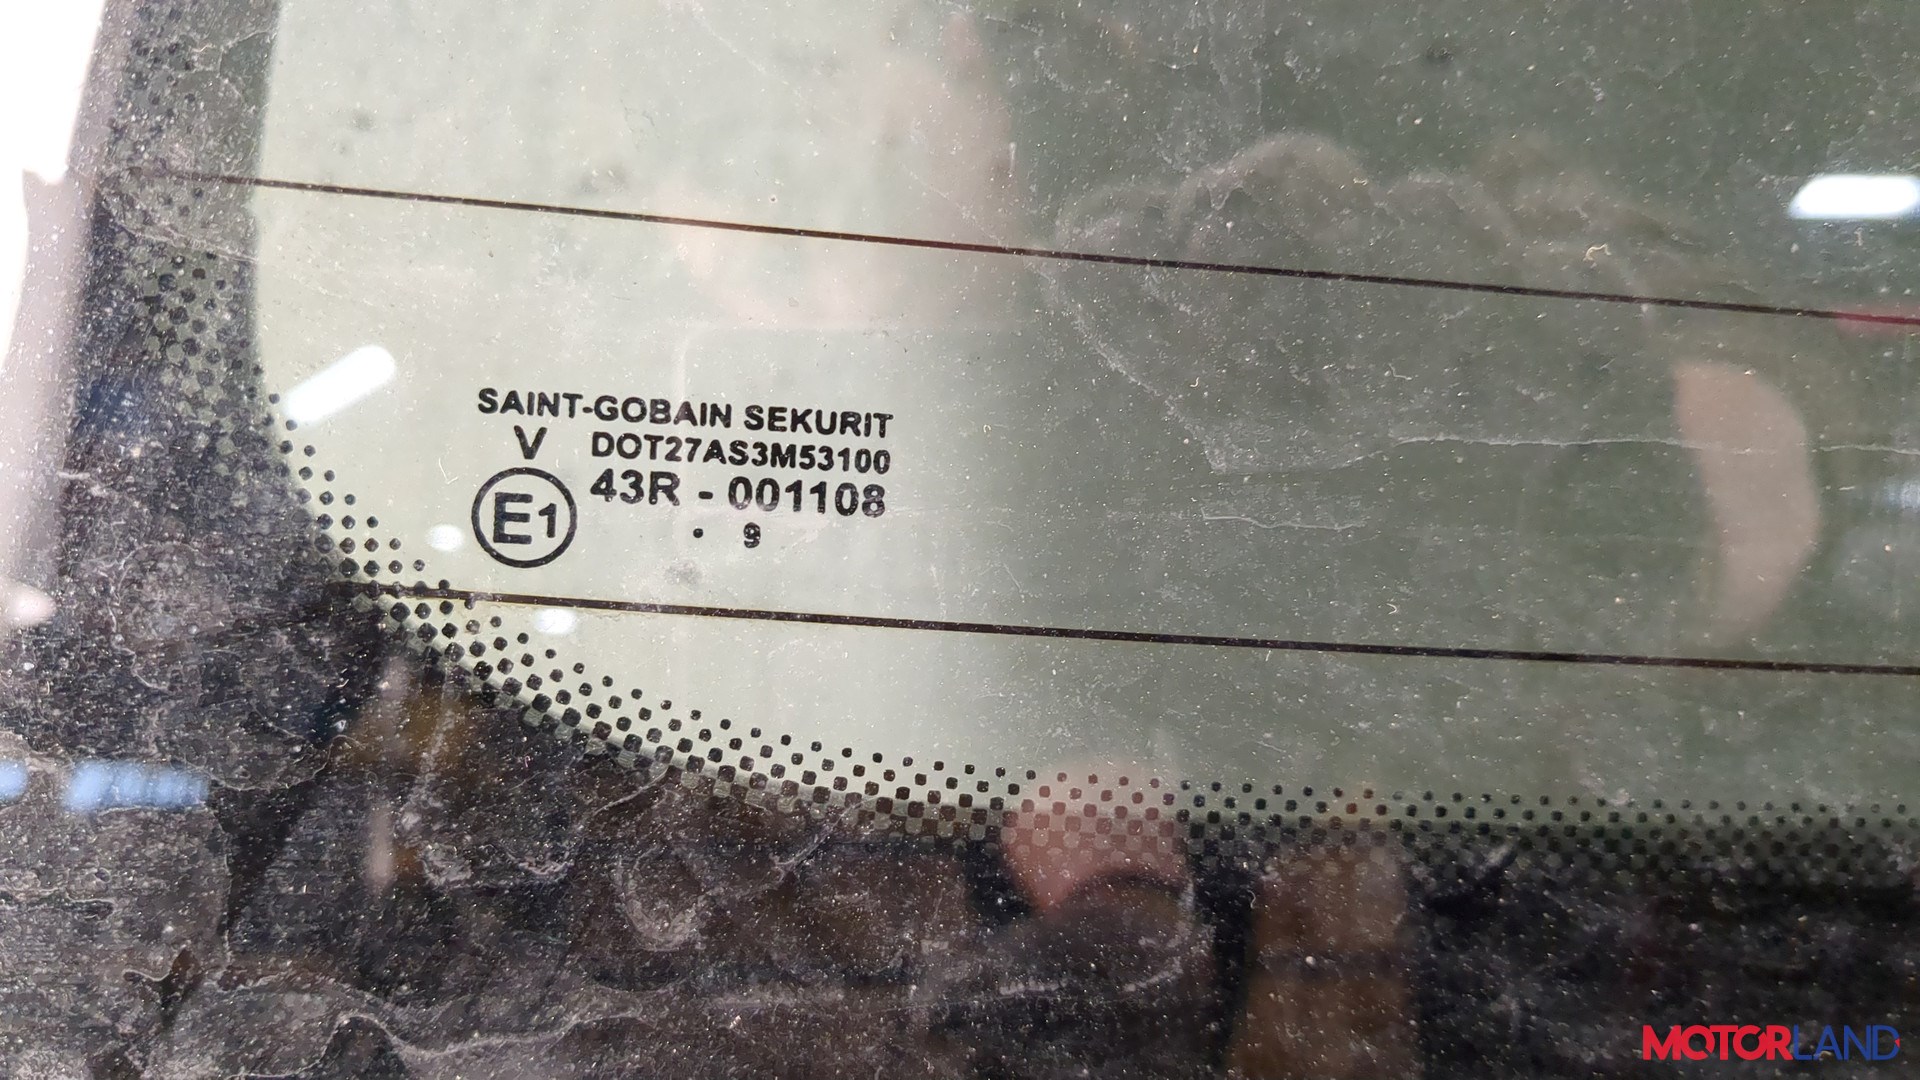 SAINT-GOBAIN SEKURIT
V DOT27AS3M53100
E1 43R - 001108
. 9
MOTORLAND